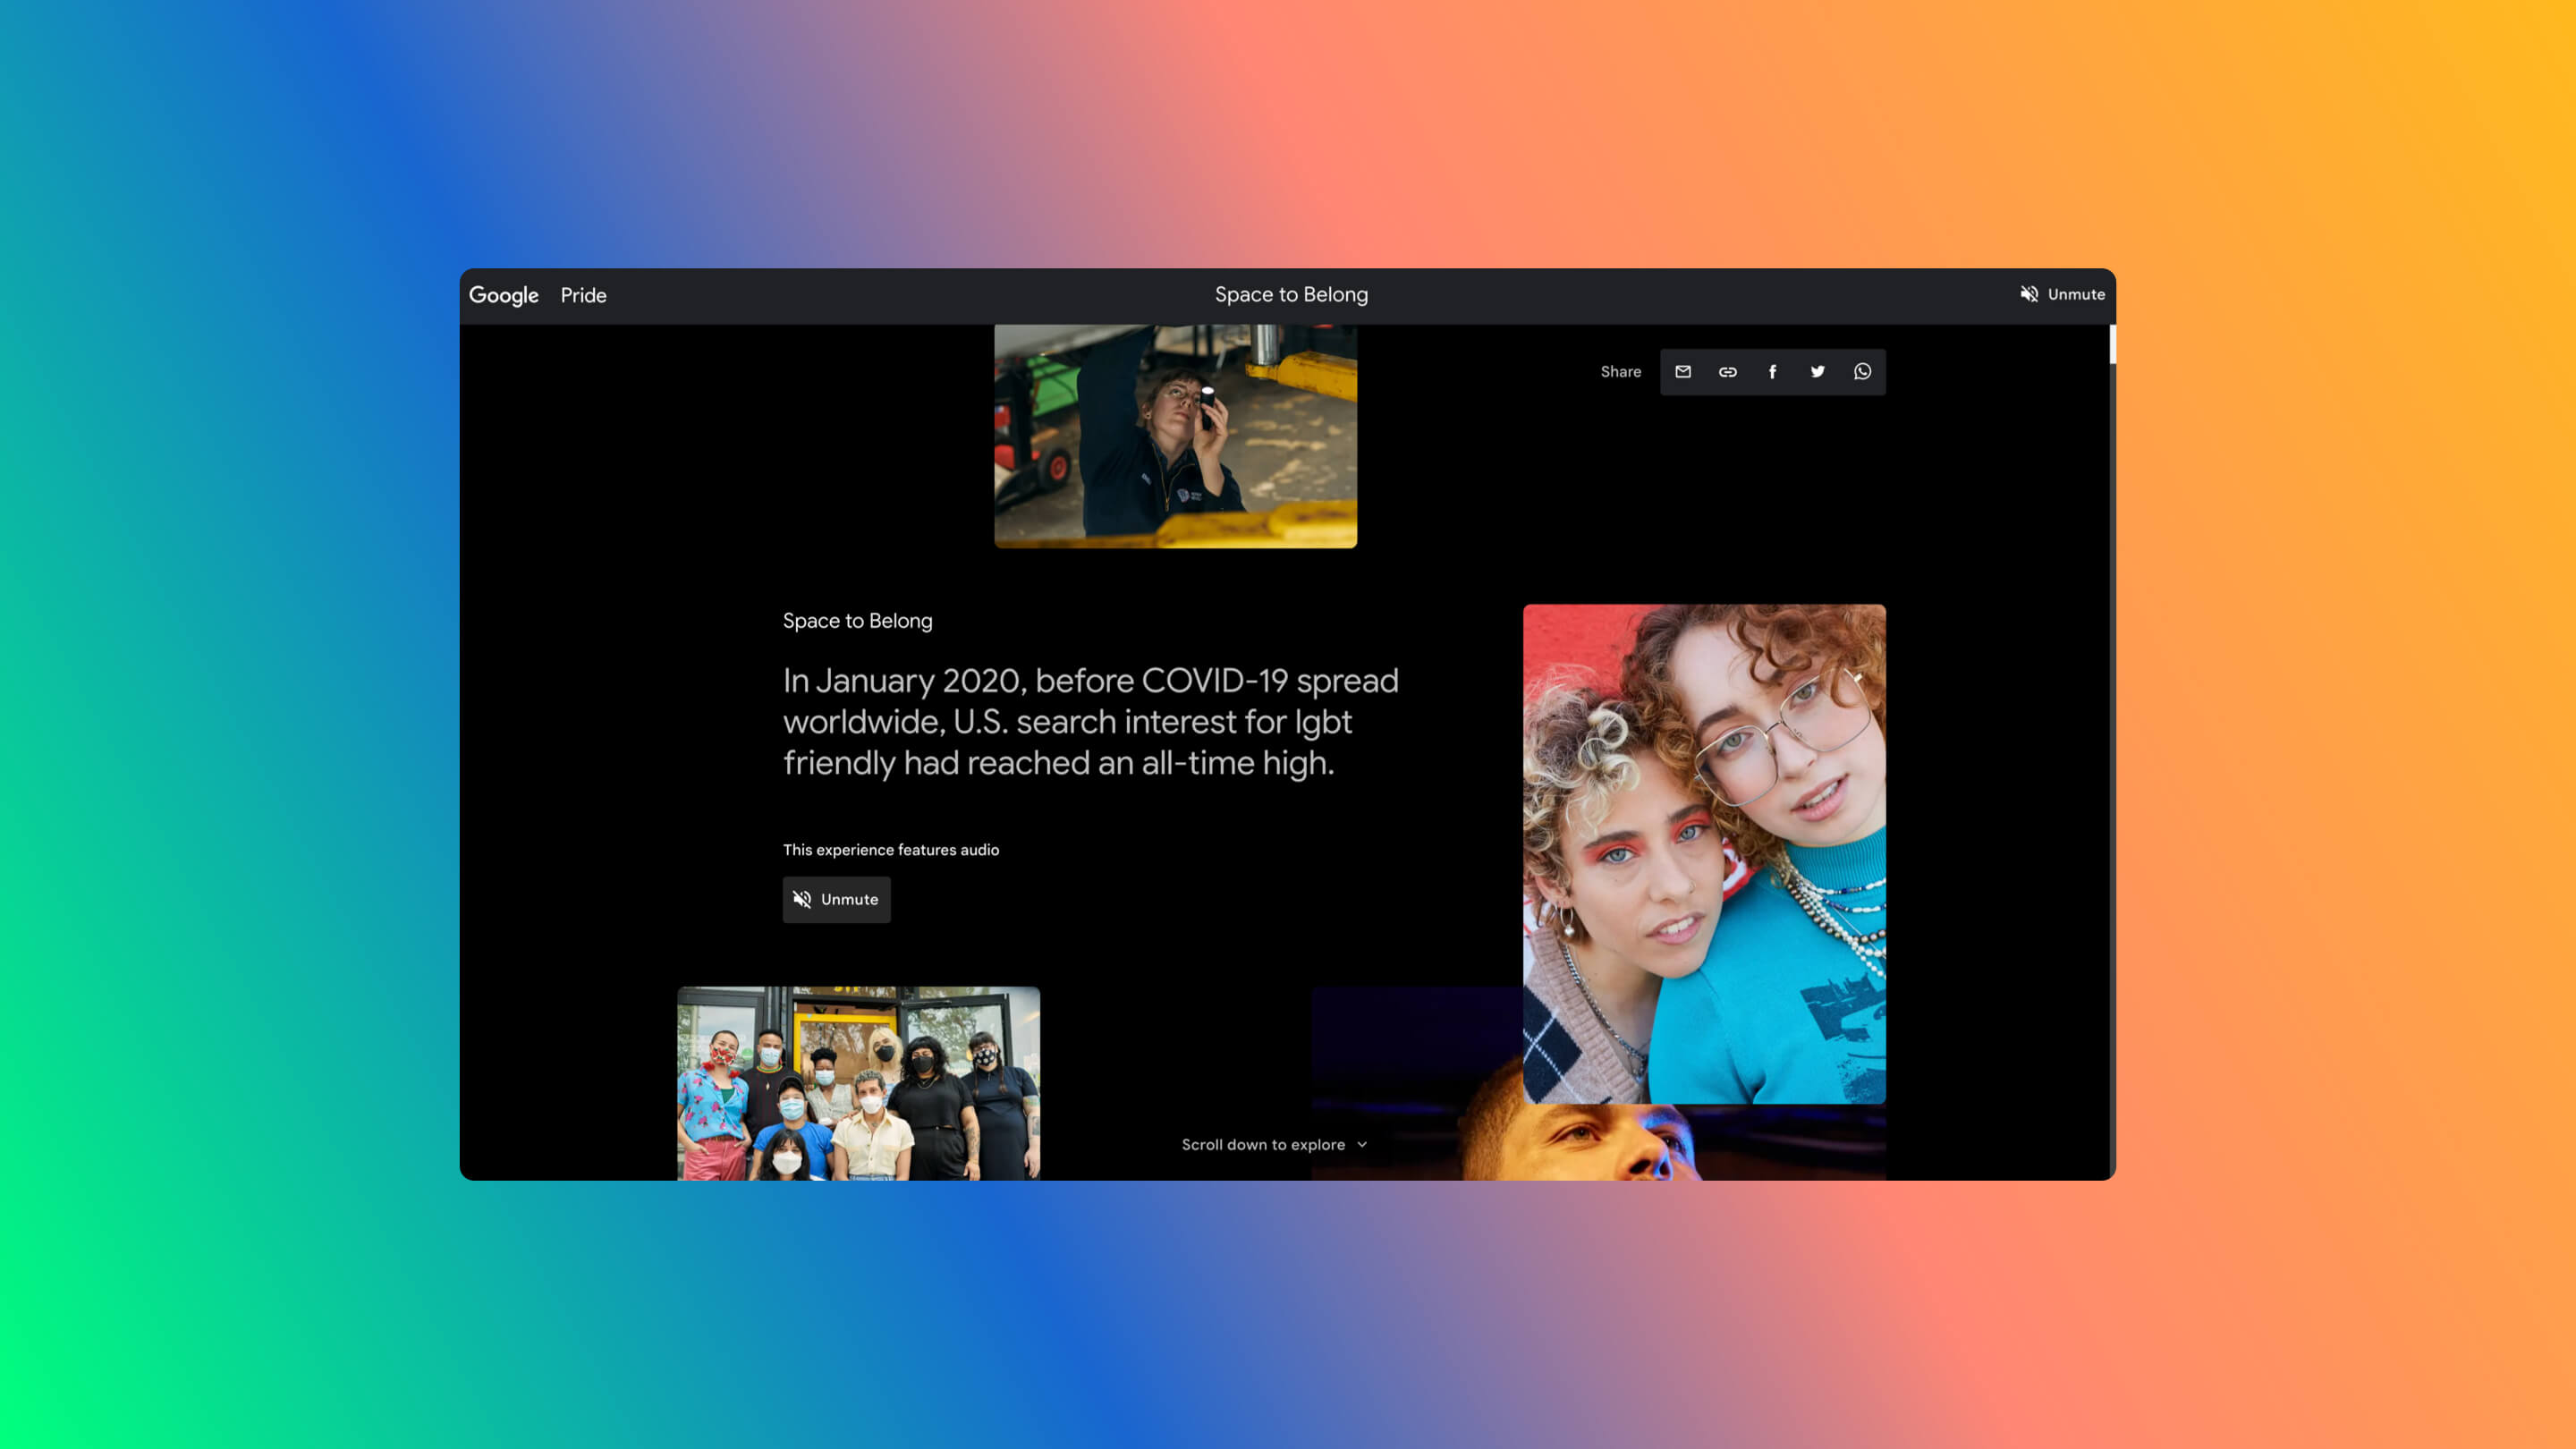 Google Pride
Space to Belong
Unmute
Share
Space to Belong
In January 2020, before COVID-19 spread
worldwide, U.S. search interest for lgbt
friendly had reached an all-time high.
This experience features audio
Unmute
Scroll down to explore